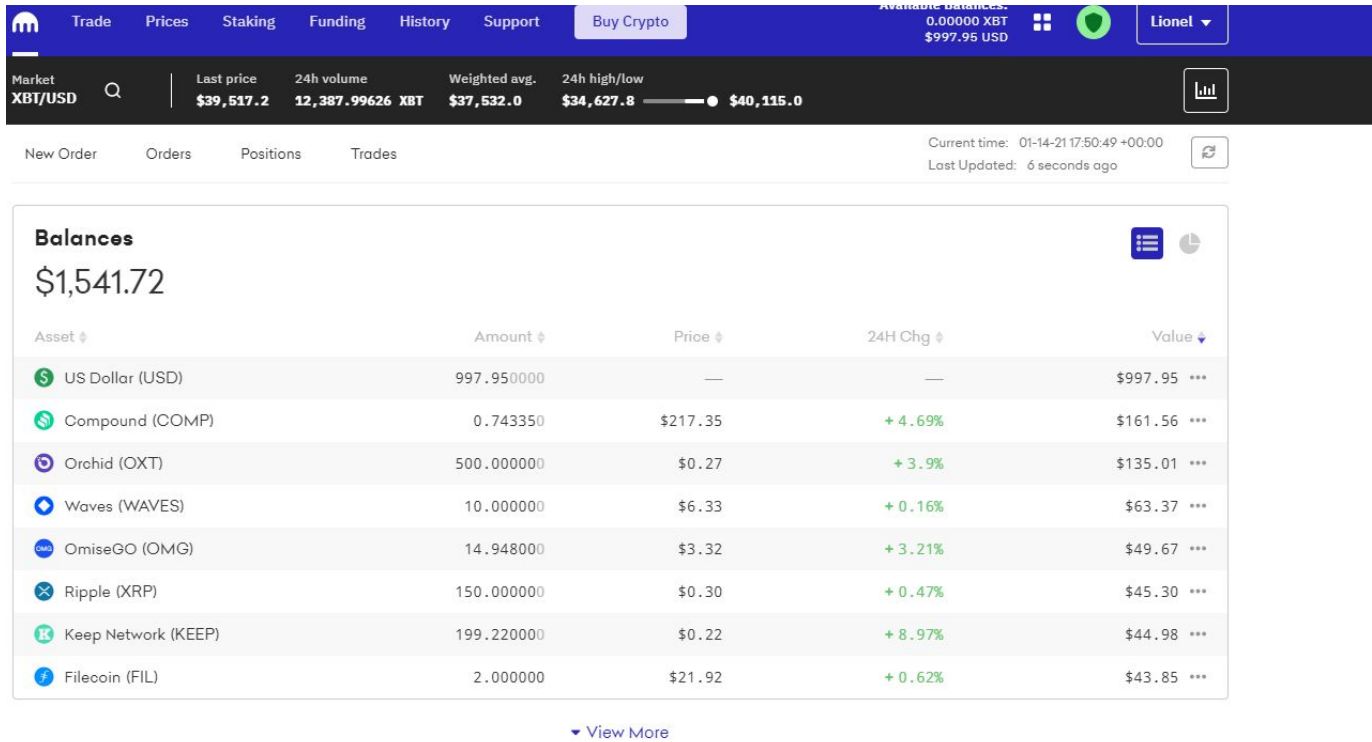 Available Balances:
Trade Prices Staking Funding History Support Buy Crypto 0.00000 XBT Lionel
$997.95 USD
Market Last price 24h volume Weighted avg. 24h high/low
XBT/USD $39,517.2 12,387.99626 XBT $37,532.0 $34,627.8 $40,115.0
New Order Orders Positions Trades Current time: 01-14-21 17:50:49 +00:00
Last Updated: 6 seconds ago
Balances
$1,541.72
Asset Amount Price 24H Chg Value
US Dollar (USD) 997.950000 — — $997.95
Compound (COMP) 0.743350 $217.35 +4.69% $161.56
Orchid (OXT) 500.000000 $0.27 +3.9% $135.01
Waves (WAVES) 10.000000 $6.33 +0.16% $63.37
OMG OmiseGO (OMG) 14.948000 $3.32 +3.21% $49.67
Ripple (XRP) 150.000000 $0.30 +0.47% $45.30
Keep Network (KEEP) 199.220000 $0.22 +8.97% $44.98
Filecoin (FIL) 2.000000 $21.92 +0.62% $43.85
View More